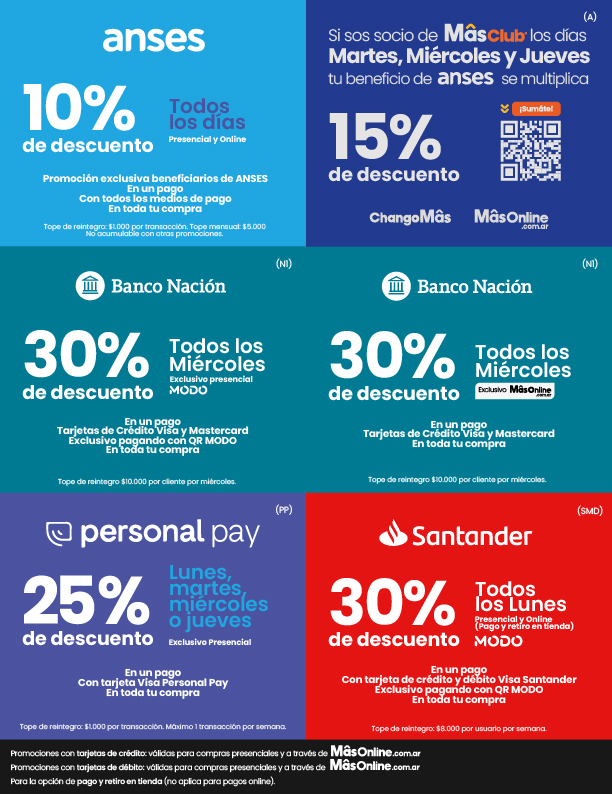 anses
10%
de descuento
Todos
los días
Presencial y Online
Promoción exclusiva beneficiarios de ANSES
En un pago
Con todos los medios de pago
En toda tu compra
Tope de reintegro: $1.000 por transacción. Tope mensual: $5.000
No acumulable con otras promociones.
(A)
Si sos socio de MâsClub los días
Martes, Miércoles y Jueves
tu beneficio de anses se multiplica
15%
de descuento
¡Sumáte!
ChangoMâs
MâsOnline
.com.ar
(N1)
Banco Nación
30%
de descuento
Todos los
Miércoles
Exclusivo presencial
MODO
En un pago
Tarjetas de Crédito Visa y Mastercard
Exclusivo pagando con QR MODO
En toda tu compra
Tope de reintegro $10.000 por cliente por miércoles.
(N1)
Banco Nación
30%
de descuento
Todos los
Miércoles
Exclusivo MâsOnline
.com.ar
En un pago
Tarjetas de Crédito Visa y Mastercard
En toda tu compra
Tope de reintegro $10.000 por cliente por miércoles.
(PP)
personal pay
25%
de descuento
Lunes,
martes,
miércoles
o jueves
Exclusivo Presencial
En un pago
Con tarjeta Visa Personal Pay
En toda tu compra
Tope de reintegro: $1.000 por transacción. Máximo 1 transacción por semana.
(SMD)
Santander
30%
de descuento
Todos
los Lunes
Presencial y Online
(Pago y retiro en tienda)
MODO
En un pago
Con tarjeta de crédito y débito Visa Santander
Exclusivo pagando con QR MODO
En toda tu compra
Tope de reintegro: $8.000 por usuario por semana.
Promociones con tarjetas de crédito: válidas para compras presenciales y a través de MâsOnline.com.ar
Promociones con tarjetas de débito: válidas para compras presenciales y a través de MâsOnline.com.ar
Para la opción de pago y retiro en tienda (no aplica para pagos online).